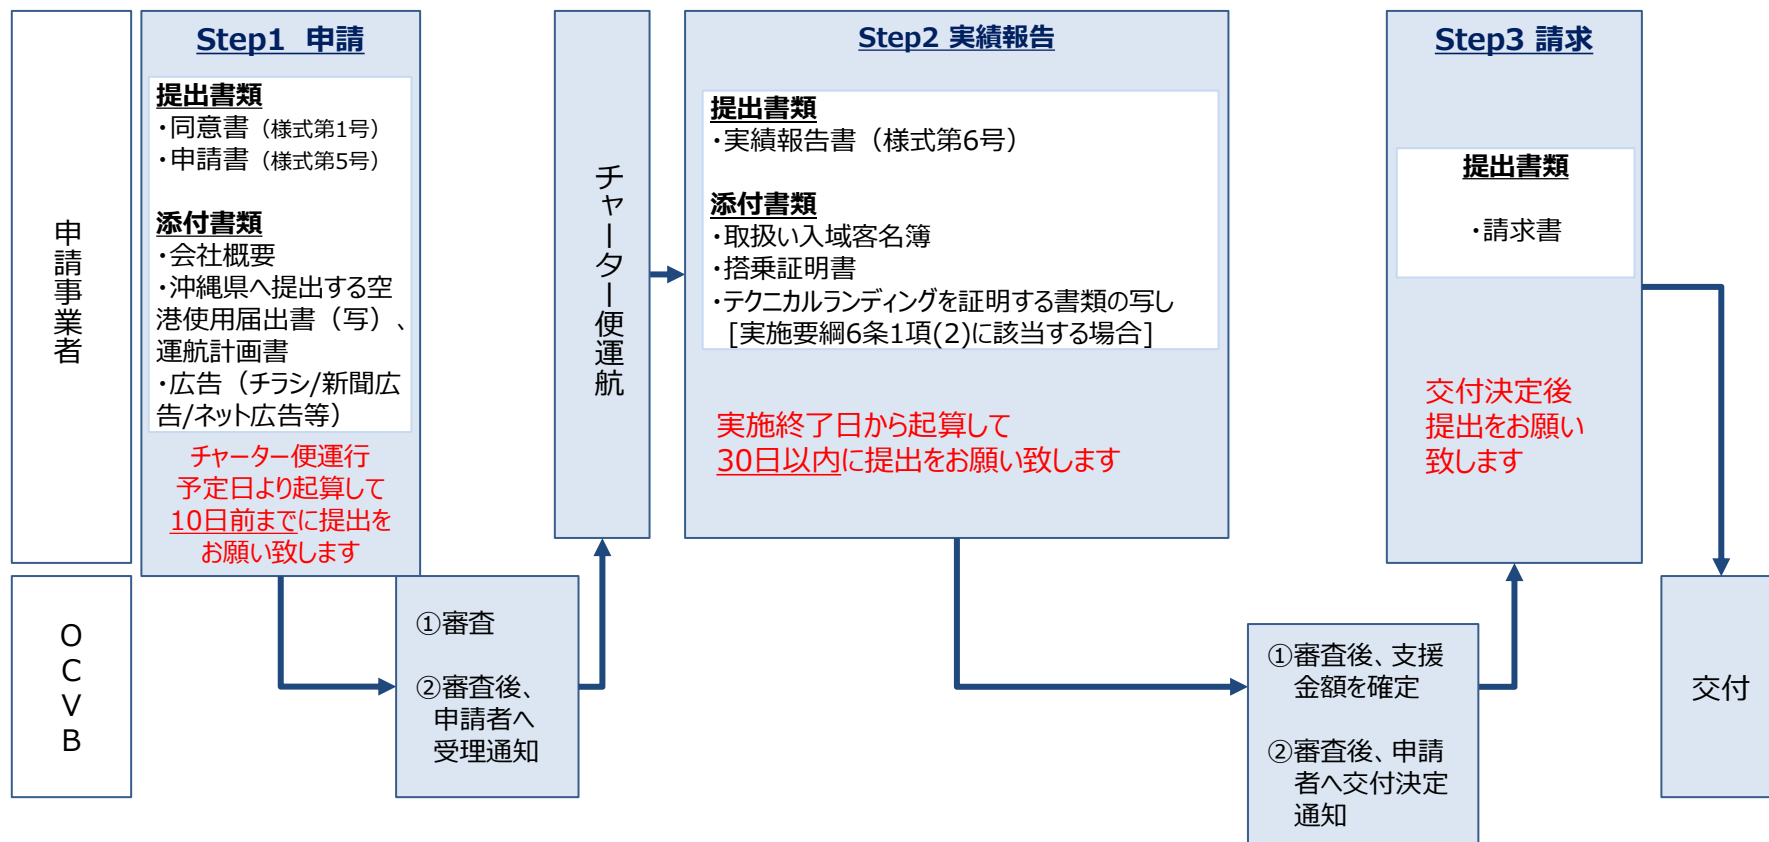 申請事業者
Step1 申請
提出書類
・同意書（様式第1号）
・申請書（様式第5号）
添付書類
・会社概要
・沖縄県へ提出する空
港使用届出書（写）、
運航計画書
・広告（チラシ/新聞広
告/ネット広告等）
チャーター便運行
予定日より起算して
10日前までに提出を
お願い致します
チャーター便運航
Step2 実績報告
提出書類
・実績報告書（様式第6号）
添付書類
・取扱い入域客名簿
・搭乗証明書
・テクニカルランディングを証明する書類の写し
[実施要綱6条1項(2)に該当する場合]
実施終了日から起算して
30日以内に提出をお願い致します
Step3 請求
提出書類
・請求書
交付決定後
提出をお願い
致します
OCVB
①審査
②審査後、
申請者へ
受理通知
①審査後、支援
金額を確定
②審査後、申請
者へ交付決定
通知
交付